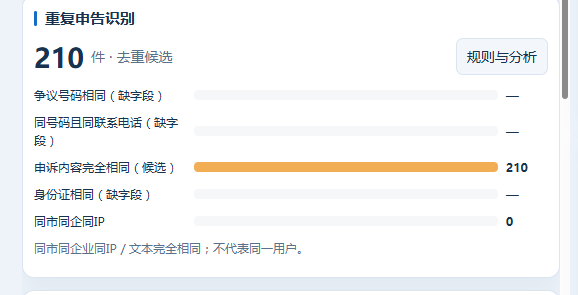 重复申告识别
210 件 · 去重候选
规则与分析
争议号码相同（缺字段） —
同号码且同联系电话（缺字
段） —
申诉内容完全相同（候选） 210
身份证相同（缺字段） —
同市同企同IP 0
同市同企业同IP / 文本完全相同；不代表同一用户。